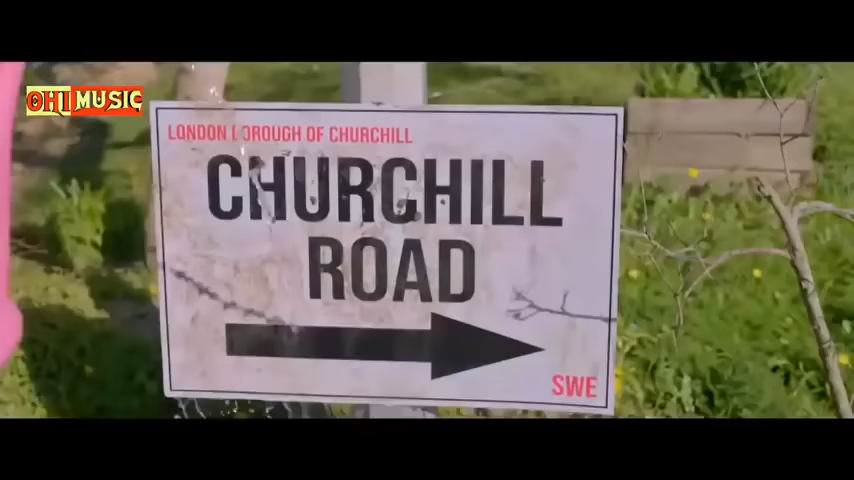 OHI MUSIC
LONDON BOROUGH OF CHURCHILL
CHURCHILL
ROAD
SWE